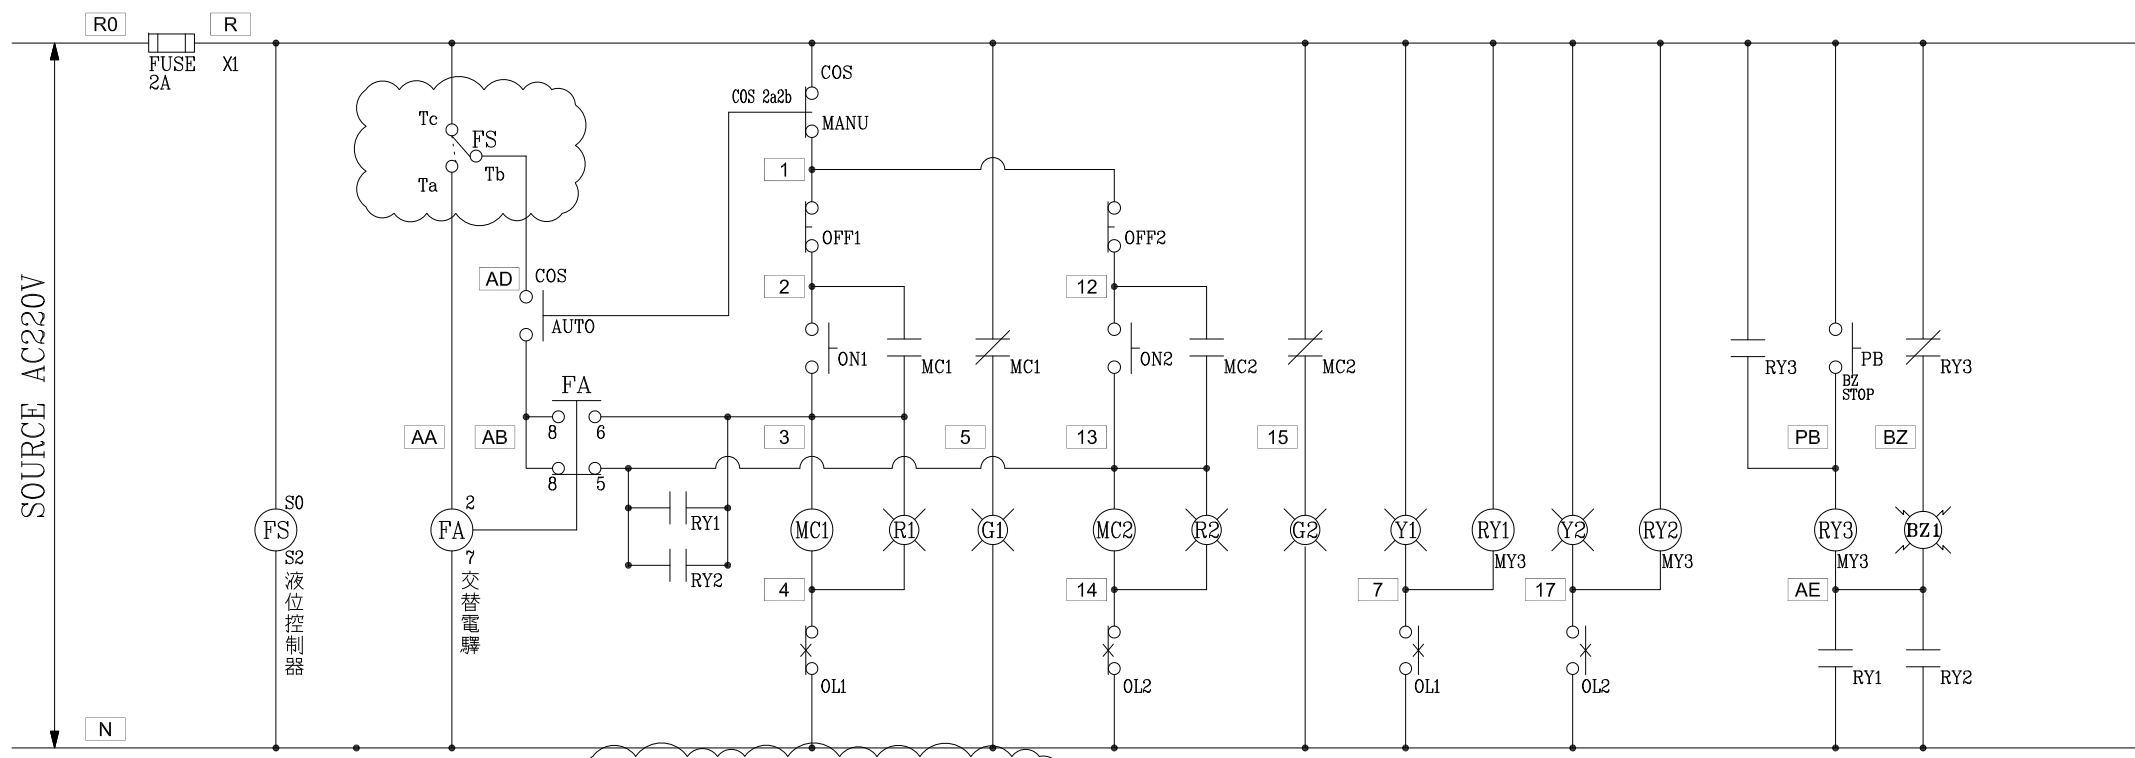 R0
R
FUSE
2A
X1
COS
COS 2a2b
MANU
Tc
FS
Ta
Tb
1
OFF1
OFF2
SOURCE AC220V
AD
COS
AUTO
2
12
ON1
MC1
MC1
ON2
MC2
MC2
RY3
PB
BZ
STOP
RY3
FA
8
6
AA
AB
3
5
13
15
PB
BZ
8
5
S0
FS
S2
液位控制器
2
FA
7
交替電驛
RY1
RY2
MC1
R1
G1
MC2
R2
G2
Y1
RY1
MY3
Y2
RY2
MY3
RY3
MY3
BZ1
4
14
7
17
AE
OL1
OL2
OL1
OL2
RY1
RY2
N